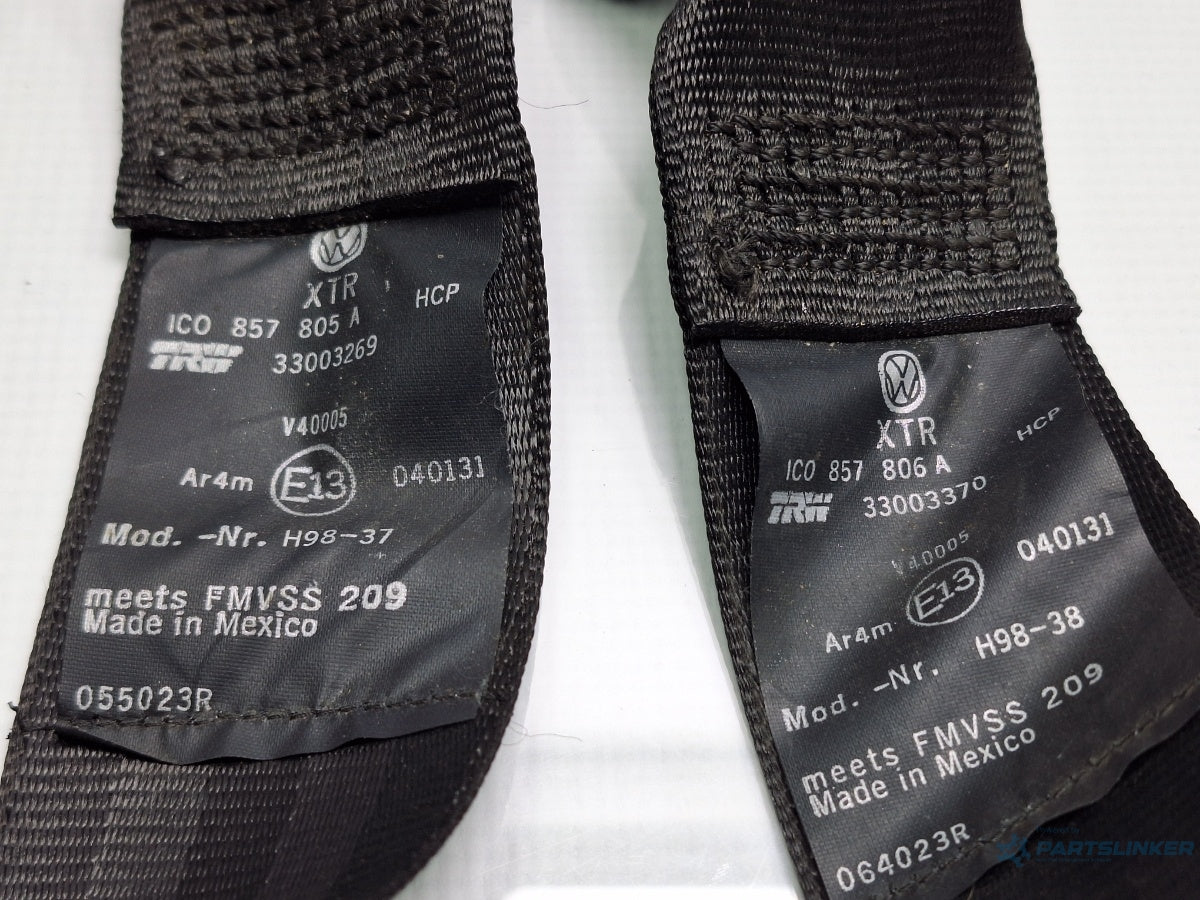 XTR
HCP
1C0 857 805 A
TRW 33003269
V40005
Ar4m E13 040131
Mod. -Nr. H98-37
meets FMVSS 209
Made in Mexico
055023R
XTR
HCP
1C0 857 806 A
TRW 33003370
V40005
Ar4m E13 040131
Mod. -Nr. H98-38
meets FMVSS 209
Made in Mexico
064023R
PARTSLINKER